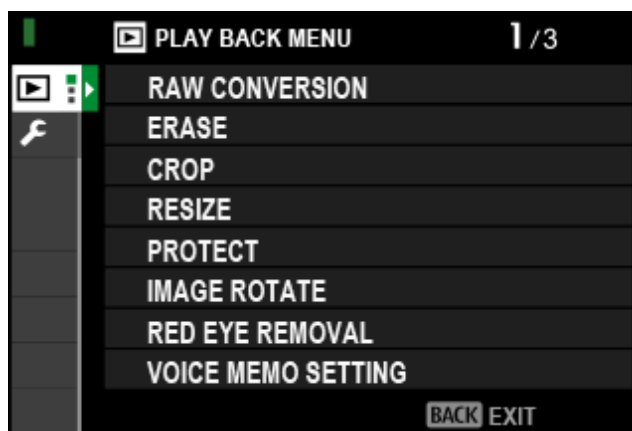 PLAY BACK MENU 1/3
RAW CONVERSION
ERASE
CROP
RESIZE
PROTECT
IMAGE ROTATE
RED EYE REMOVAL
VOICE MEMO SETTING
BACK EXIT